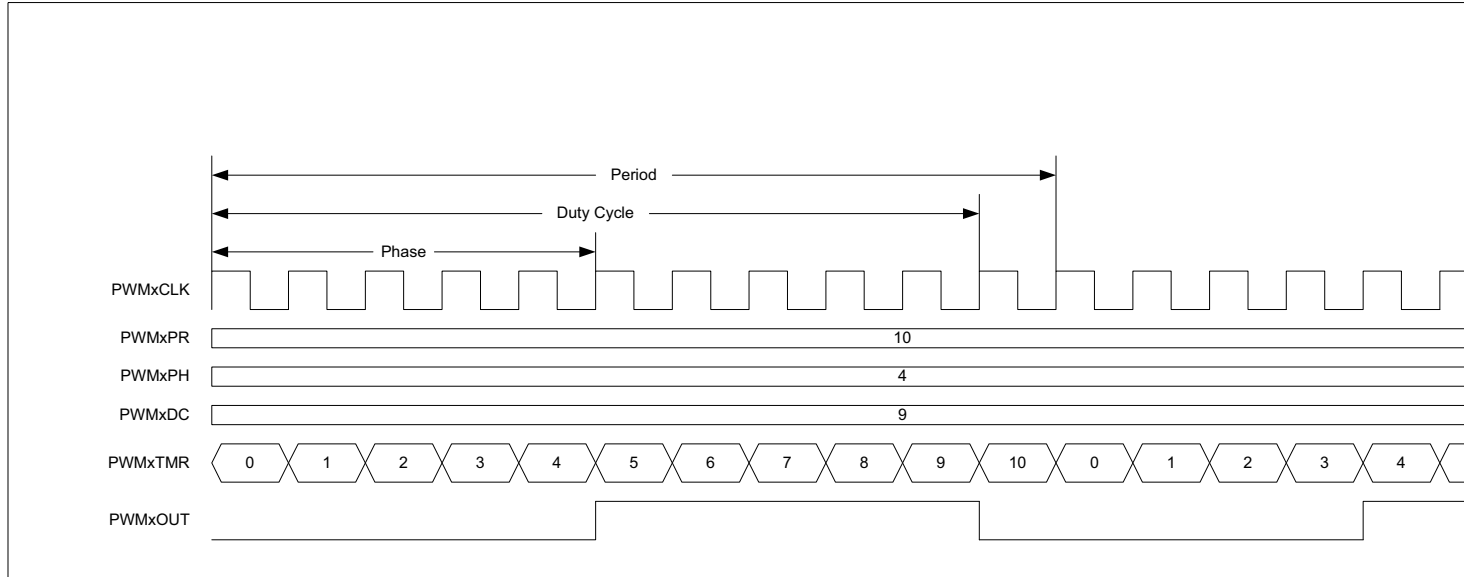 Period
Duty Cycle
Phase
PWMxCLK
PWMxPR 10
PWMxPH 4
PWMxDC 9
PWMxTMR 0 1 2 3 4 5 6 7 8 9 10 0 1 2 3 4
PWMxOUT